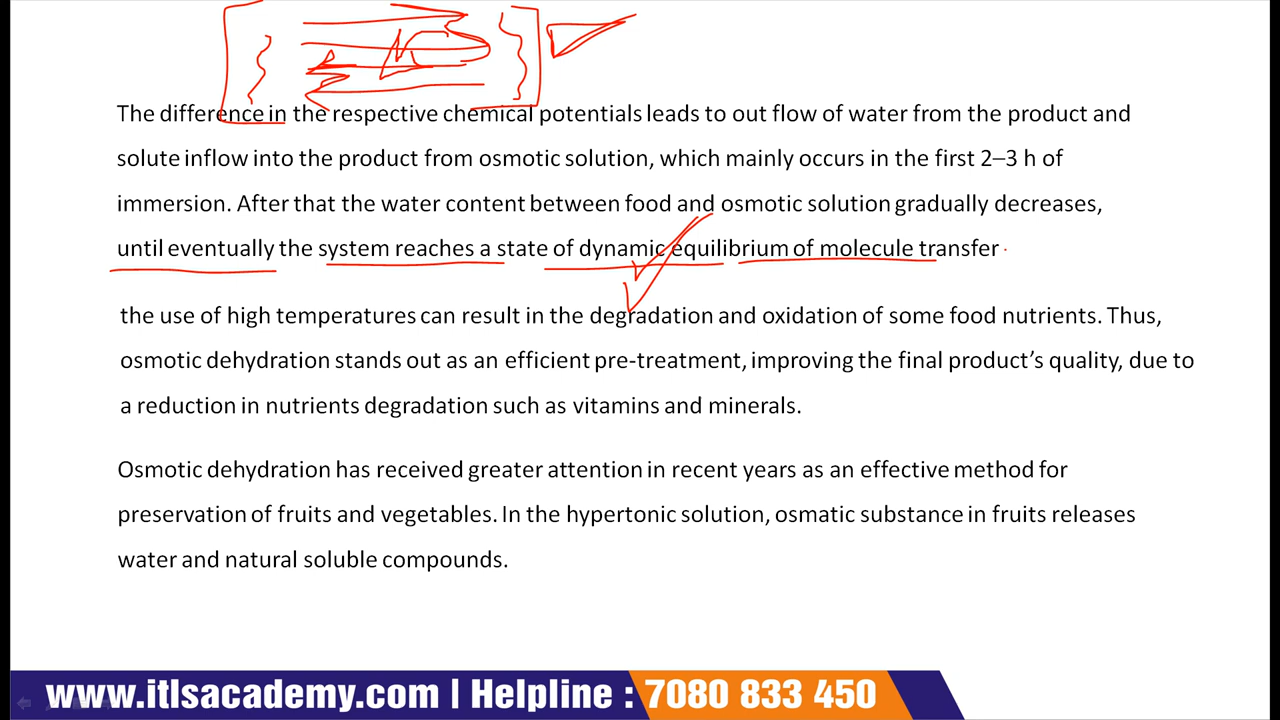 The difference in the respective chemical potentials leads to out flow of water from the product and
solute inflow into the product from osmotic solution, which mainly occurs in the first 2–3 h of
immersion. After that the water content between food and osmotic solution gradually decreases,
until eventually the system reaches a state of dynamic equilibrium of molecule transfer
the use of high temperatures can result in the degradation and oxidation of some food nutrients. Thus,
osmotic dehydration stands out as an efficient pre-treatment, improving the final product’s quality, due to
a reduction in nutrients degradation such as vitamins and minerals.
Osmotic dehydration has received greater attention in recent years as an effective method for
preservation of fruits and vegetables. In the hypertonic solution, osmatic substance in fruits releases
water and natural soluble compounds.
www.itlsacademy.com | Helpline : 7080 833 450